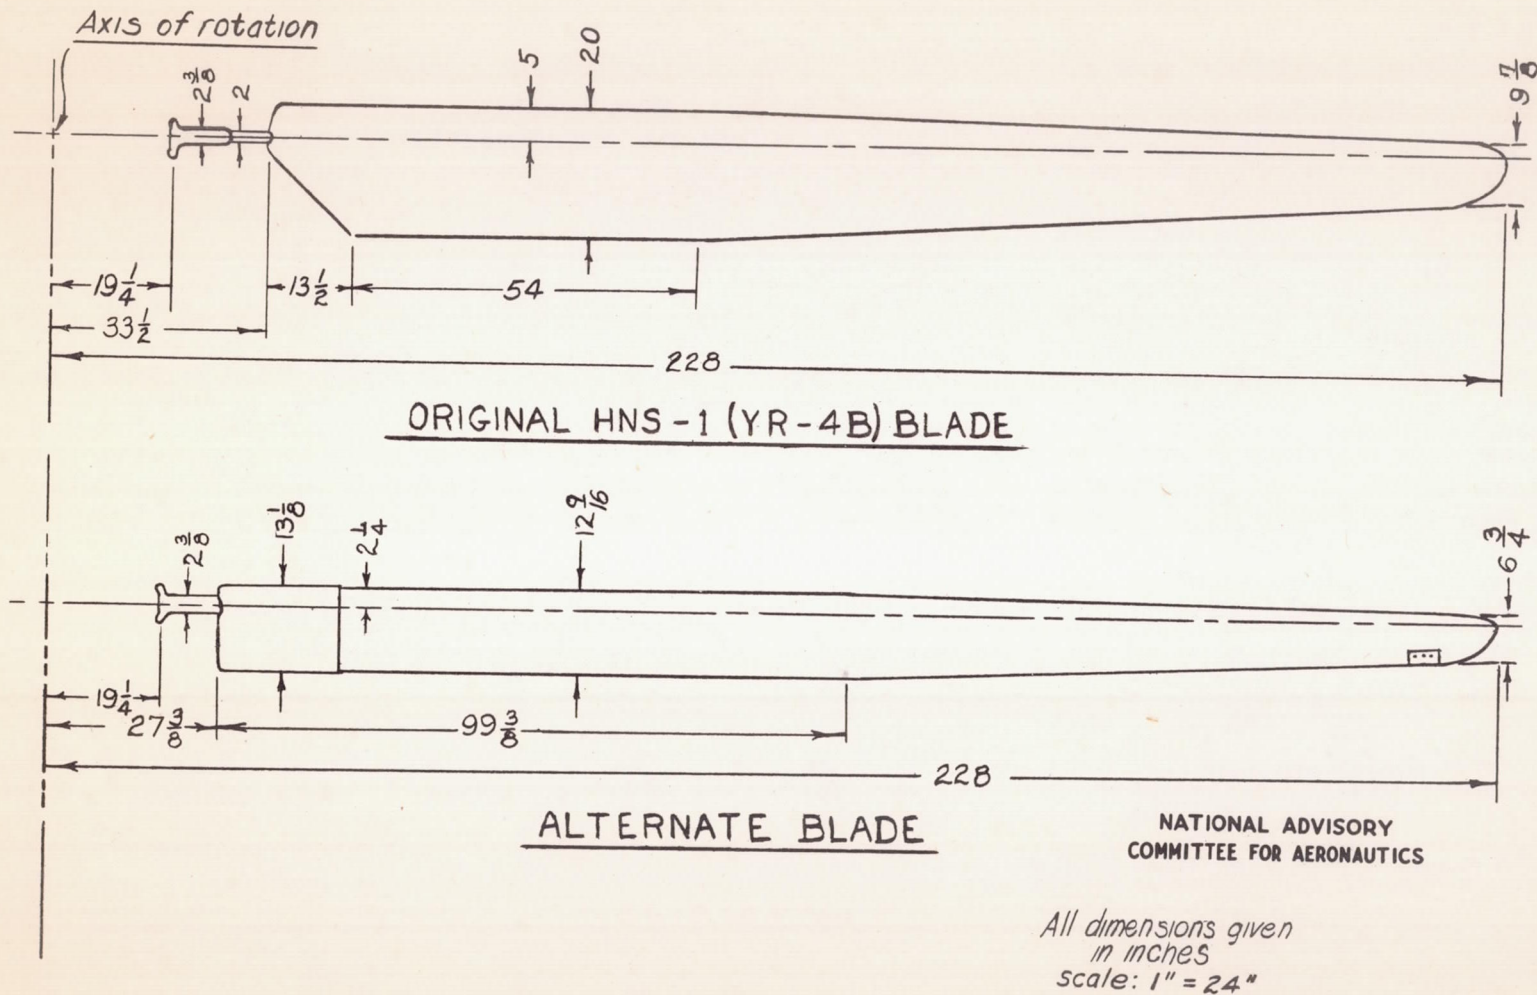 Axis of rotation
2 3/8
2
5
20
9 7/8
19 1/4
13 1/2
54
33 1/2
228
ORIGINAL HNS-1 (YR-4B) BLADE
2 3/8
13 1/8
2 1/4
12 9/16
6 3/4
19 1/4
27 3/8
99 3/8
228
ALTERNATE BLADE
NATIONAL ADVISORY
COMMITTEE FOR AERONAUTICS
All dimensions given
in inches
scale: 1" = 24"